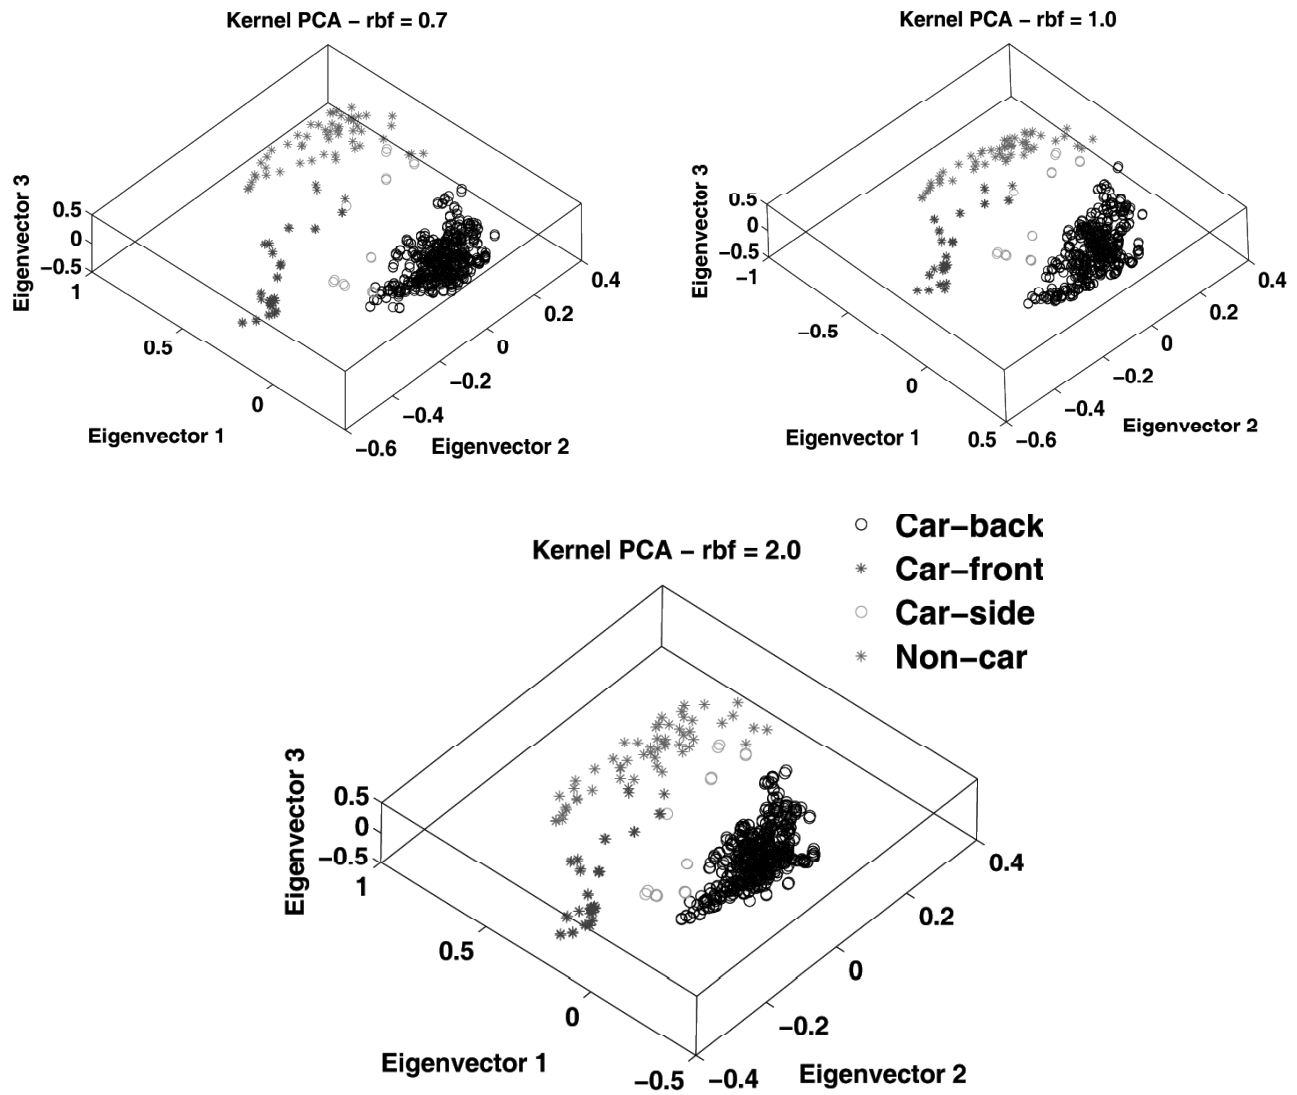 Kernel PCA − rbf = 0.7
Eigenvector 3
0.5
0
−0.5
1
0.5
0
Eigenvector 1
−0.6
−0.4
−0.2
0
0.2
0.4
Eigenvector 2
Kernel PCA − rbf = 1.0
Eigenvector 3
0.5
0
−0.5
−1
−0.5
0
0.5
Eigenvector 1
−0.6
−0.4
−0.2
0
0.2
0.4
Eigenvector 2
Car−back
Car−front
Car−side
Non−car
Kernel PCA − rbf = 2.0
Eigenvector 3
0.5
0
−0.5
1
0.5
0
−0.5
Eigenvector 1
−0.4
−0.2
0
0.2
0.4
Eigenvector 2